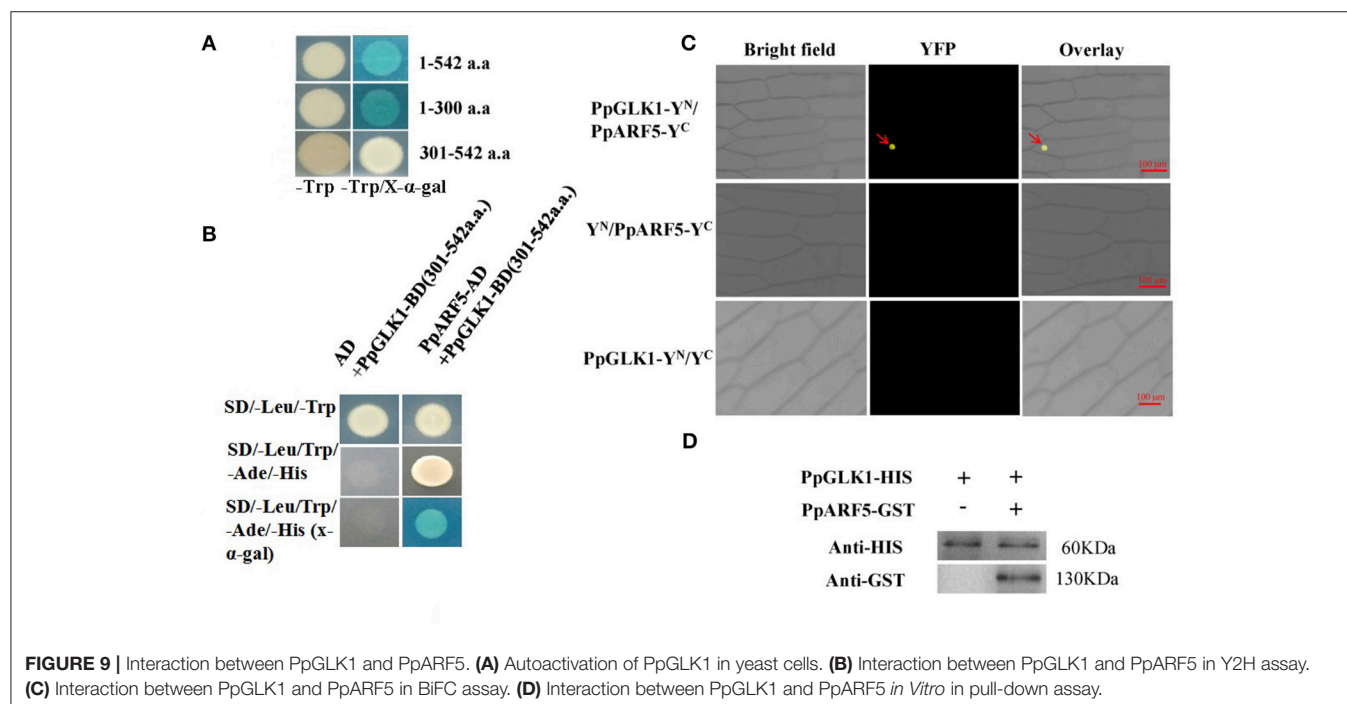 A
1-542 a.a
1-300 a.a
301-542 a.a
-Trp -Trp/X-α-gal
B
AD
+PpGLK1-BD(301-542a.a.)
PpARF5-AD
+PpGLK1-BD(301-542a.a.)
SD/-Leu/-Trp
SD/-Leu/Trp/
-Ade/-His
SD/-Leu/Trp/
-Ade/-His (x-
α-gal)
C
Bright field YFP Overlay
PpGLK1-Yᴺ/
PpARF5-Yᶜ
100 μm
Yᴺ/PpARF5-Yᶜ
100 μm
PpGLK1-Yᴺ/Yᶜ
100 μm
D
PpGLK1-HIS + +
PpARF5-GST - +
Anti-HIS 60KDa
Anti-GST 130KDa
FIGURE 9 | Interaction between PpGLK1 and PpARF5. (A) Autoactivation of PpGLK1 in yeast cells. (B) Interaction between PpGLK1 and PpARF5 in Y2H assay.
(C) Interaction between PpGLK1 and PpARF5 in BiFC assay. (D) Interaction between PpGLK1 and PpARF5 in Vitro in pull-down assay.